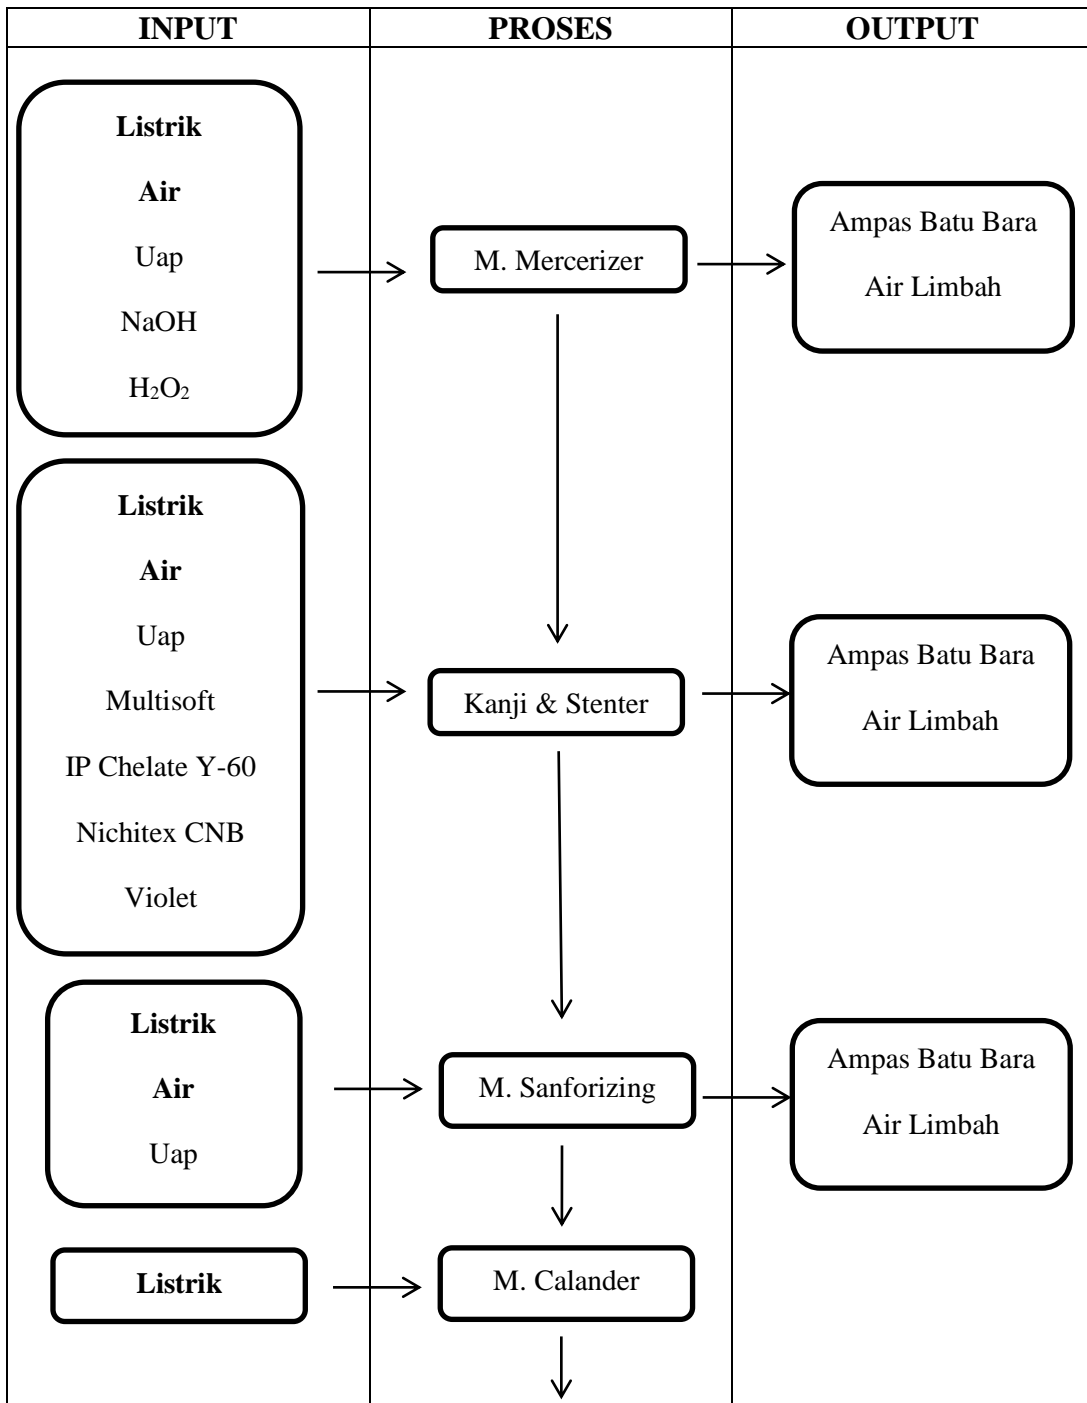 INPUT PROSES OUTPUT
Listrik
Air
Uap
NaOH
H₂O₂
M. Mercerizer
Ampas Batu Bara
Air Limbah
Listrik
Air
Uap
Multisoft
IP Chelate Y-60
Nichitex CNB
Violet
Kanji & Stenter
Ampas Batu Bara
Air Limbah
Listrik
Air
Uap
M. Sanforizing
Ampas Batu Bara
Air Limbah
Listrik
M. Calander